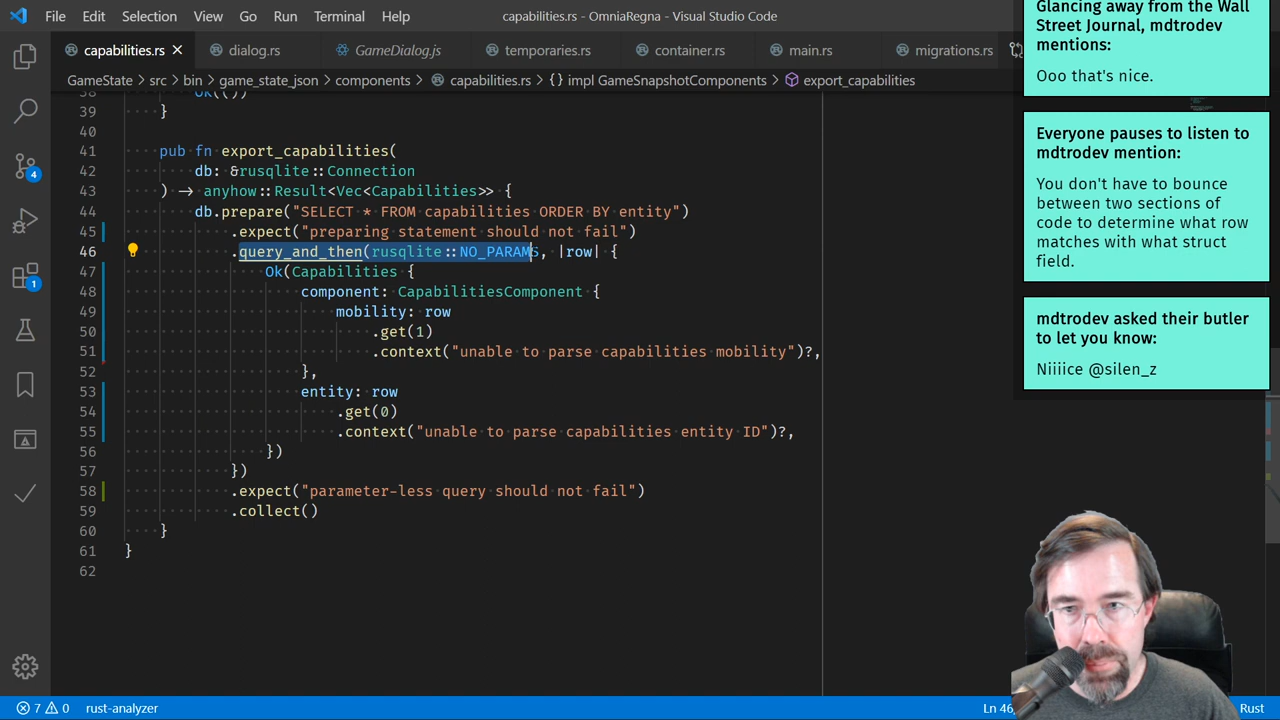 File Edit Selection View Go Run Terminal Help
capabilities.rs - OmniaRegna - Visual Studio Code
capabilities.rs dialog.rs GameDialog.js temporaries.rs container.rs main.rs migrations.rs
GameState > src > bin > game_state_json > components > capabilities.rs > {} impl GameSnapshotComponents > export_capabilities
38 Ok(())
39 }
40
41 pub fn export_capabilities(
42 db: &rusqlite::Connection
43 ) -> anyhow::Result<Vec<Capabilities>> {
44 db.prepare("SELECT * FROM capabilities ORDER BY entity")
45 .expect("preparing statement should not fail")
46 .query_and_then(rusqlite::NO_PARAMS, |row| {
47 Ok(Capabilities {
48 component: CapabilitiesComponent {
49 mobility: row
50 .get(1)
51 .context("unable to parse capabilities mobility")?,
52 },
53 entity: row
54 .get(0)
55 .context("unable to parse capabilities entity ID")?,
56 })
57 })
58 .expect("parameter-less query should not fail")
59 .collect()
60 }
61 }
62
Glancing away from the Wall
Street Journal, mdtrodev
mentions:
Ooo that's nice.
Everyone pauses to listen to
mdtrodev mention:
You don't have to bounce
between two sections of
code to determine what row
matches with what struct
field.
mdtrodev asked their butler
to let you know:
Niiiice @silen_z
4
1
7 0 rust-analyzer
Ln 46,
Rust